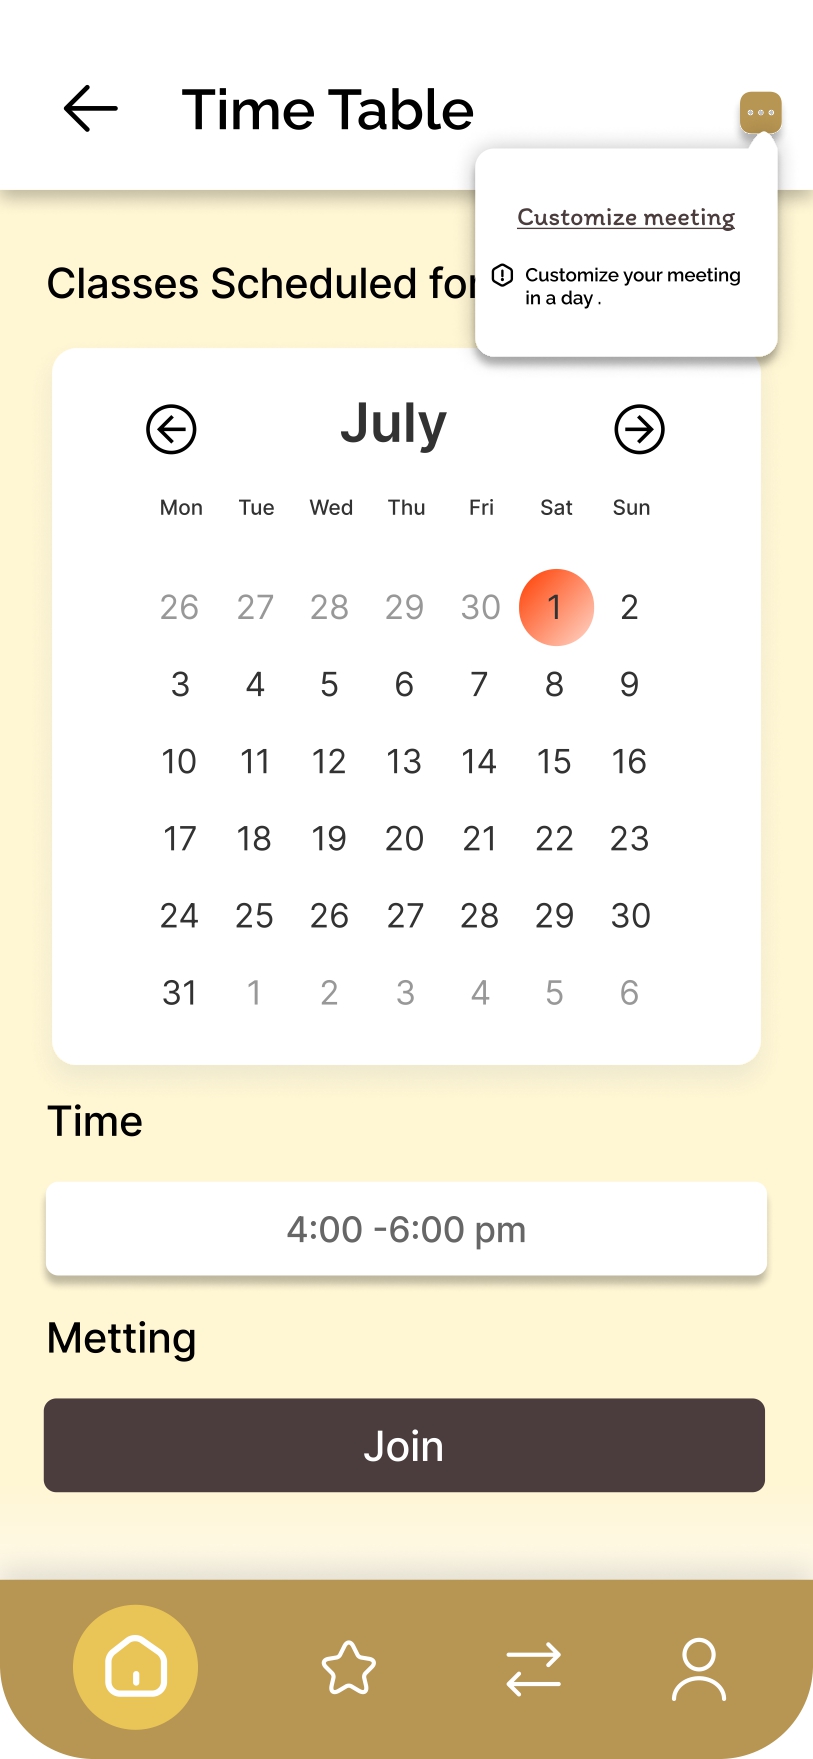 Time Table
Customize meeting
Customize your meeting
in a day .
Classes Scheduled for
July
Mon Tue Wed Thu Fri Sat Sun
26 27 28 29 30 1 2
3 4 5 6 7 8 9
10 11 12 13 14 15 16
17 18 19 20 21 22 23
24 25 26 27 28 29 30
31 1 2 3 4 5 6
Time
4:00 -6:00 pm
Metting
Join